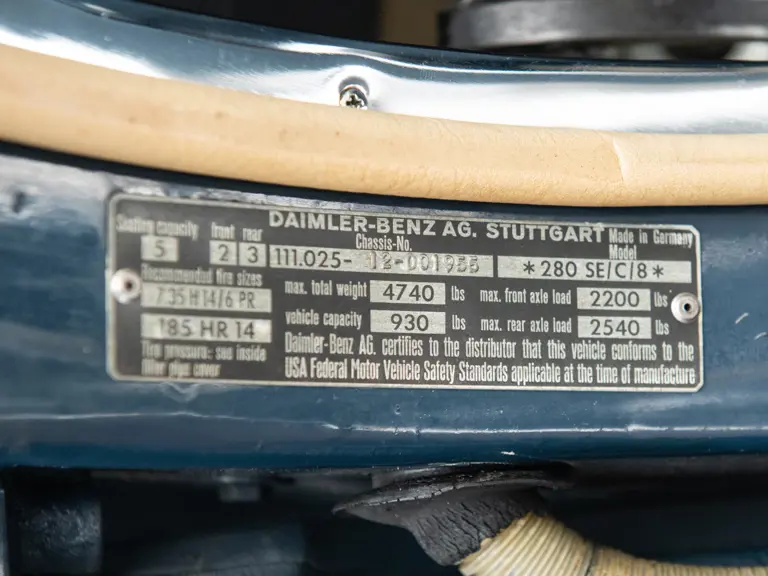 DAIMLER-BENZ AG. STUTTGART Made in Germany
Seating capacity front rear Chassis-No. Model
5 2 3 111.025- 12-001955 *280 SE/C/8*
Recommended tire sizes
7.35 H14/6 PR
185 HR 14
Tire pressure: see inside
filler pipe cover
max. total weight 4740 lbs max. front axle load 2200 lbs
vehicle capacity 930 lbs max. rear axle load 2540 lbs
Daimler-Benz AG. certifies to the distributor that this vehicle conforms to the
USA Federal Motor Vehicle Safety Standards applicable at the time of manufacture